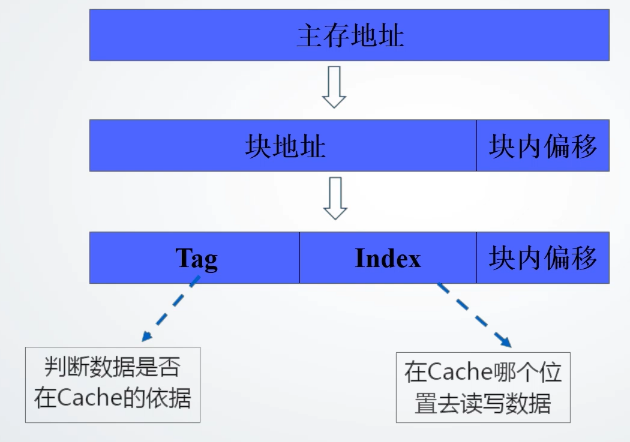 主存地址
块地址 块内偏移
Tag Index 块内偏移
判断数据是否
在Cache的依据
在Cache哪个位
置去读写数据